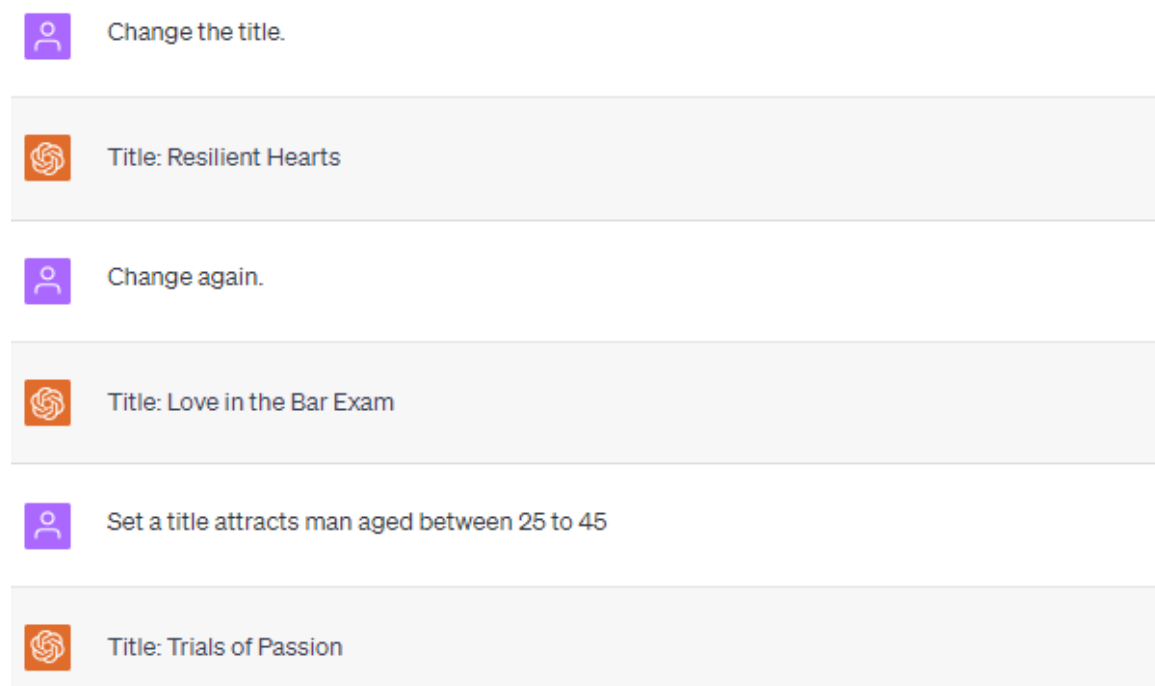 Change the title.
Title: Resilient Hearts
Change again.
Title: Love in the Bar Exam
Set a title attracts man aged between 25 to 45
Title: Trials of Passion